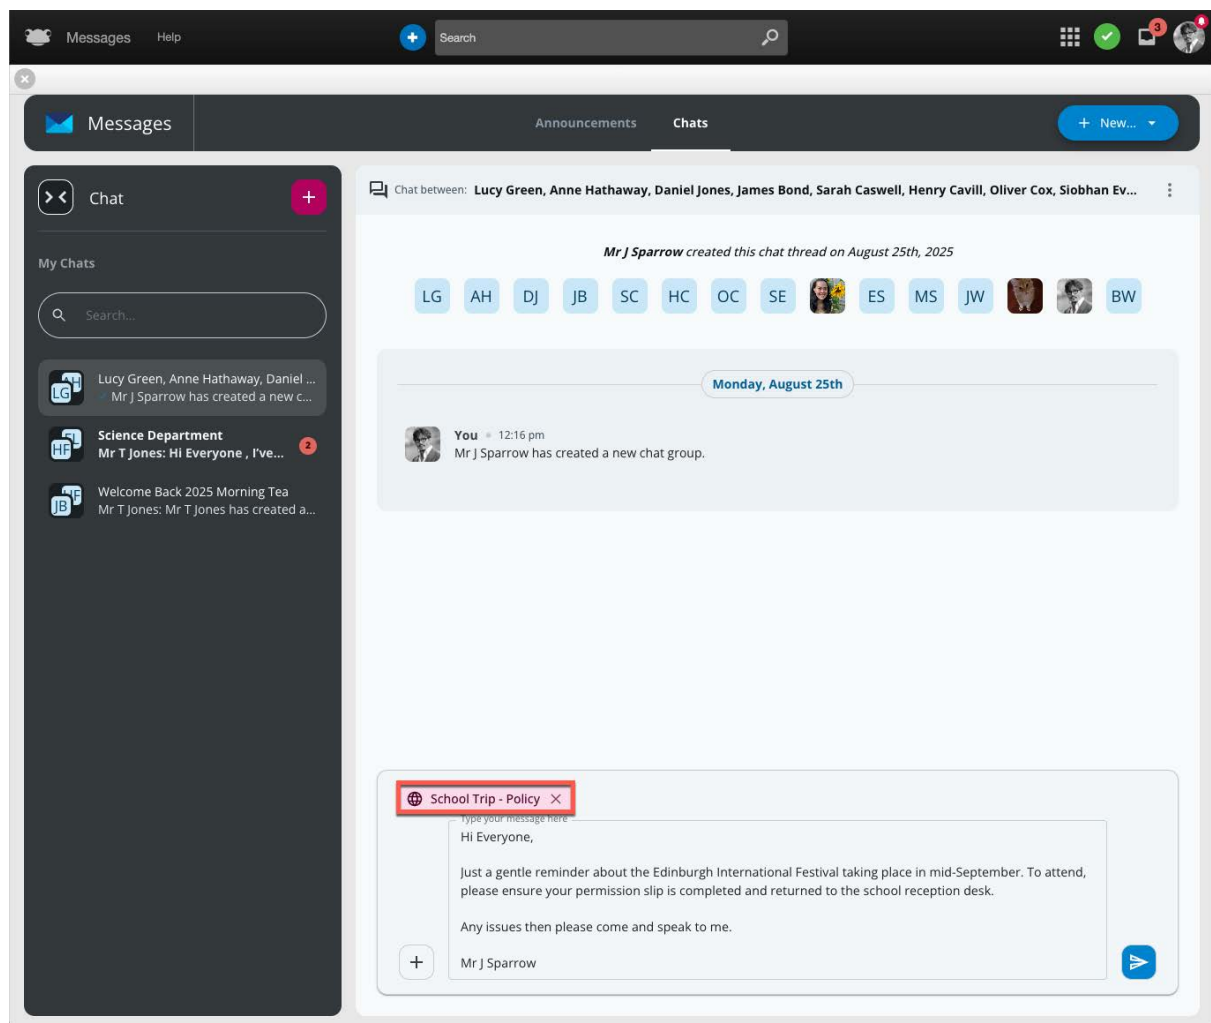 Messages Help
Search
3
Messages
Announcements
Chats
+ New...
Chat
+
My Chats
Search...
AH
LG
Lucy Green, Anne Hathaway, Daniel ...
Mr J Sparrow has created a new c...
HF
Science Department
Mr T Jones: Hi Everyone , I've...
2
JB
Welcome Back 2025 Morning Tea
Mr T Jones: Mr T Jones has created a...
Chat between: Lucy Green, Anne Hathaway, Daniel Jones, James Bond, Sarah Caswell, Henry Cavill, Oliver Cox, Siobhan Ev...
Mr J Sparrow created this chat thread on August 25th, 2025
LG AH DJ JB SC HC OC SE ES MS JW BW
Monday, August 25th
You 12:16 pm
Mr J Sparrow has created a new chat group.
School Trip - Policy
Type your message here
Hi Everyone,
Just a gentle reminder about the Edinburgh International Festival taking place in mid-September. To attend,
please ensure your permission slip is completed and returned to the school reception desk.
Any issues then please come and speak to me.
Mr J Sparrow